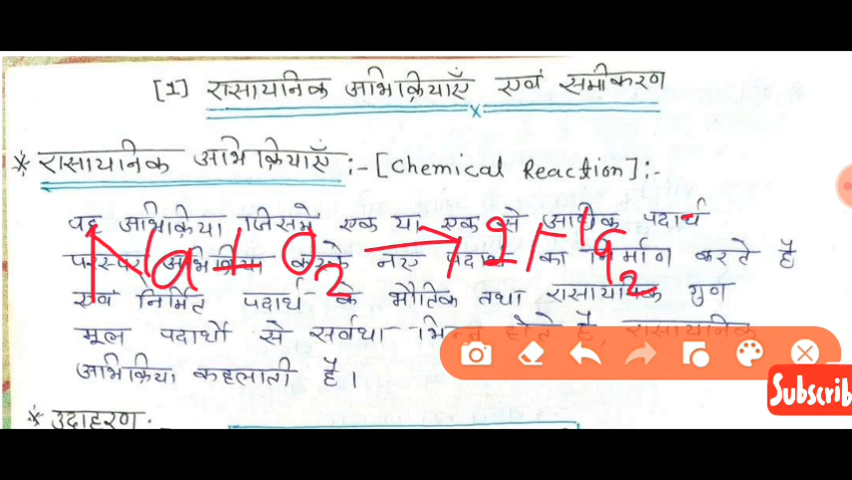 [1] रासायनिक अभिक्रियाएँ एवं समीकरण
* रासायनिक अभिक्रियाएँ :- [Chemical Reaction] :-
वह अभिक्रिया जिसमें एक या एक से अधिक पदार्थ
परस्पर अभिक्रिया करके नए पदार्थ का निर्माण करते है
एवं निर्मित पदार्थ के भौतिक तथा रासायनिक गुण
मूल पदार्थो से सर्वथा भिन्न होते है, रासायनिक
अभिक्रिया कहलाती है।
* उदाहरण :-
Na + O2 →
Subscrib